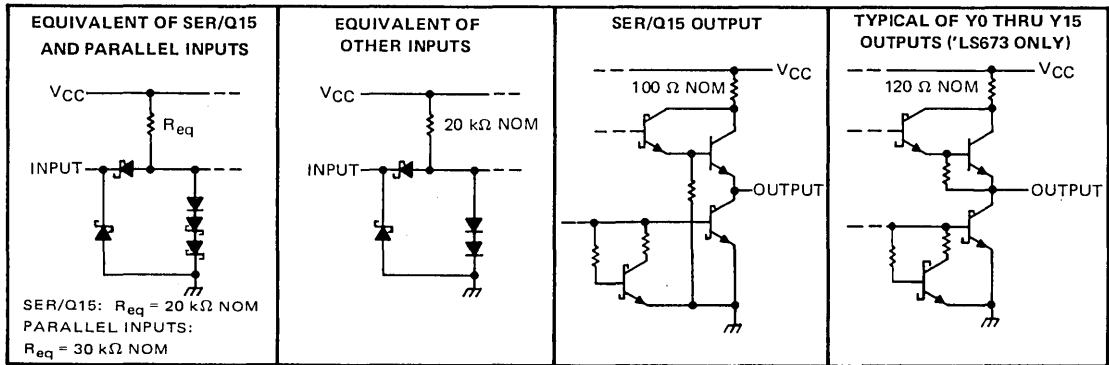 EQUIVALENT OF SER/Q15
AND PARALLEL INPUTS
VCC
Req
INPUT
SER/Q15: Req = 20 kΩ NOM
PARALLEL INPUTS:
Req = 30 kΩ NOM
EQUIVALENT OF
OTHER INPUTS
VCC
20 kΩ NOM
INPUT
SER/Q15 OUTPUT
VCC
100 Ω NOM
OUTPUT
TYPICAL OF Y0 THRU Y15
OUTPUTS ('LS673 ONLY)
VCC
120 Ω NOM
OUTPUT